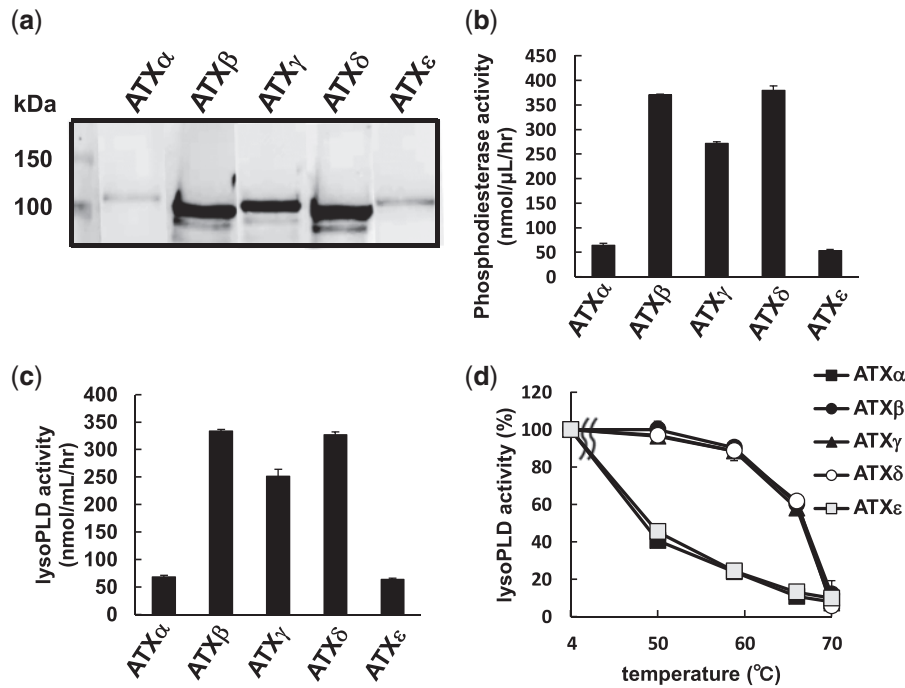 (a)
ATXα ATXβ ATXγ ATXδ ATXε
kDa
150
100
(b)
Phosphodiesterase activity
(nmol/μL/hr)
450
400
350
300
250
200
150
100
50
0
ATXα ATXβ ATXγ ATXδ ATXε
(c)
lysoPLD activity
(nmol/mL/hr)
400
350
300
250
200
150
100
50
0
ATXα ATXβ ATXγ ATXδ ATXε
(d)
lysoPLD activity (%)
120
100
80
60
40
20
0
4 50 60 70
temperature (℃)
ATXα
ATXβ
ATXγ
ATXδ
ATXε